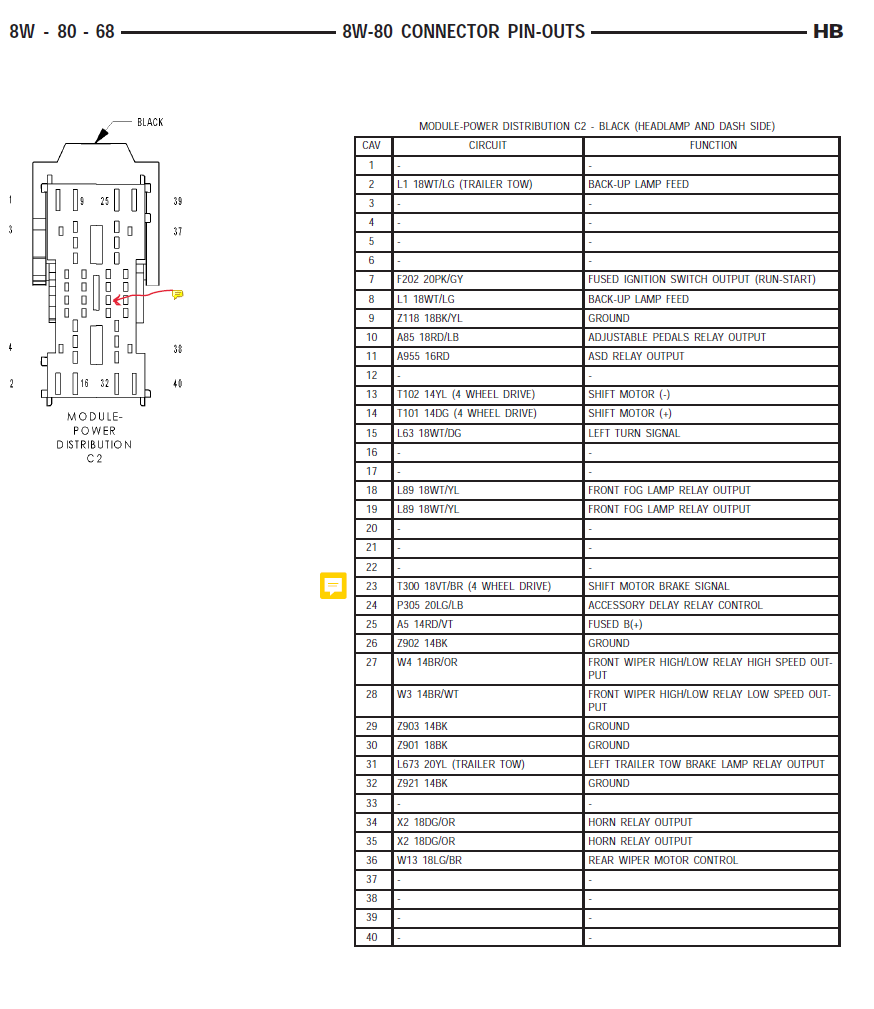 8W - 80 - 68 8W-80 CONNECTOR PIN-OUTS HB
BLACK
1
9 25
39
3
37
4
38
2
16 32
40
MODULE-
POWER
DISTRIBUTION
C2
MODULE-POWER DISTRIBUTION C2 - BLACK (HEADLAMP AND DASH SIDE)
CAV CIRCUIT FUNCTION
1 - -
2 L1 18WT/LG (TRAILER TOW) BACK-UP LAMP FEED
3 - -
4 - -
5 - -
6 - -
7 F202 20PK/GY FUSED IGNITION SWITCH OUTPUT (RUN-START)
8 L1 18WT/LG BACK-UP LAMP FEED
9 Z118 18BK/YL GROUND
10 A85 18RD/LB ADJUSTABLE PEDALS RELAY OUTPUT
11 A955 16RD ASD RELAY OUTPUT
12 - -
13 T102 14YL (4 WHEEL DRIVE) SHIFT MOTOR (-)
14 T101 14DG (4 WHEEL DRIVE) SHIFT MOTOR (+)
15 L63 18WT/DG LEFT TURN SIGNAL
16 - -
17 - -
18 L89 18WT/YL FRONT FOG LAMP RELAY OUTPUT
19 L89 18WT/YL FRONT FOG LAMP RELAY OUTPUT
20 - -
21 - -
22 - -
23 T300 18VT/BR (4 WHEEL DRIVE) SHIFT MOTOR BRAKE SIGNAL
24 P305 20LG/LB ACCESSORY DELAY RELAY CONTROL
25 A5 14RD/VT FUSED B(+)
26 Z902 14BK GROUND
27 W4 14BR/OR FRONT WIPER HIGH/LOW RELAY HIGH SPEED OUT-
PUT
28 W3 14BR/WT FRONT WIPER HIGH/LOW RELAY LOW SPEED OUT-
PUT
29 Z903 14BK GROUND
30 Z901 18BK GROUND
31 L673 20YL (TRAILER TOW) LEFT TRAILER TOW BRAKE LAMP RELAY OUTPUT
32 Z921 14BK GROUND
33 - -
34 X2 18DG/OR HORN RELAY OUTPUT
35 X2 18DG/OR HORN RELAY OUTPUT
36 W13 18LG/BR REAR WIPER MOTOR CONTROL
37 - -
38 - -
39 - -
40 - -